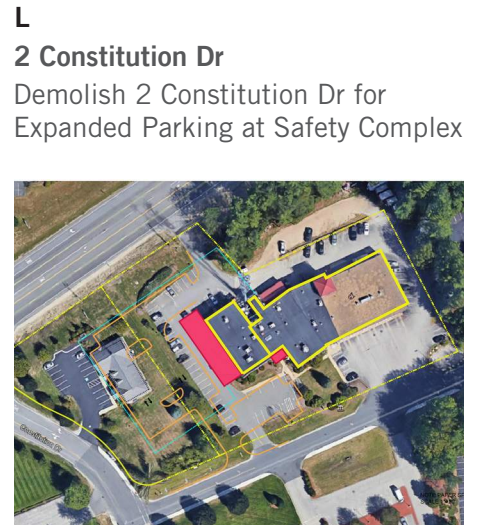 L
2 Constitution Dr
Demolish 2 Constitution Dr for
Expanded Parking at Safety Complex
Constitution Dr